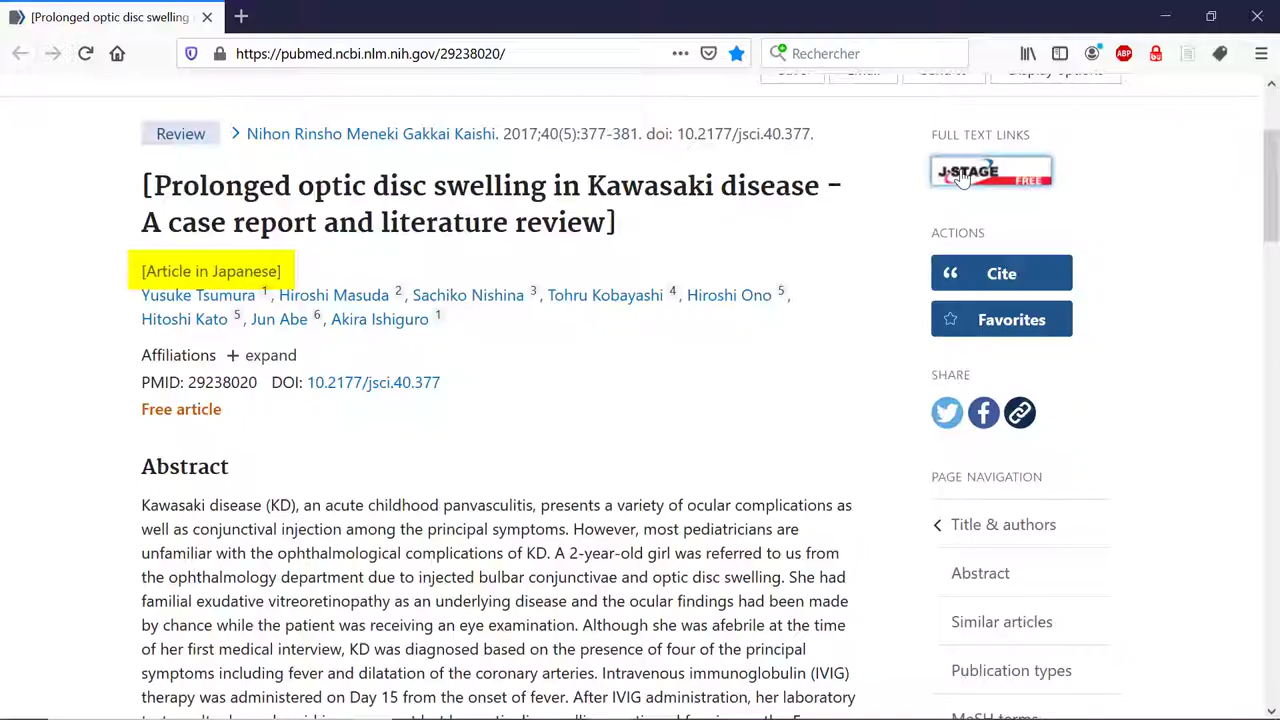 [Prolonged optic disc swelling
https://pubmed.ncbi.nlm.nih.gov/29238020/
Rechercher
ABP
Display options
Review
Nihon Rinsho Meneki Gakkai Kaishi. 2017;40(5):377-381. doi: 10.2177/jsci.40.377.
[Prolonged optic disc swelling in Kawasaki disease -
A case report and literature review]
[Article in Japanese]
Yusuke Tsumura 1, Hiroshi Masuda 2, Sachiko Nishina 3, Tohru Kobayashi 4, Hiroshi Ono 5,
Hitoshi Kato 5, Jun Abe 6, Akira Ishiguro 1
Affiliations + expand
PMID: 29238020 DOI: 10.2177/jsci.40.377
Free article
Abstract
Kawasaki disease (KD), an acute childhood panvasculitis, presents a variety of ocular complications as
well as conjunctival injection among the principal symptoms. However, most pediatricians are
unfamiliar with the ophthalmological complications of KD. A 2-year-old girl was referred to us from
the ophthalmology department due to injected bulbar conjunctivae and optic disc swelling. She had
familial exudative vitreoretinopathy as an underlying disease and the ocular findings had been made
by chance while the patient was receiving an eye examination. Although she was afebrile at the time
of her first medical interview, KD was diagnosed based on the presence of four of the principal
symptoms including fever and dilatation of the coronary arteries. Intravenous immunoglobulin (IVIG)
therapy was administered on Day 15 from the onset of fever. After IVIG administration, her laboratory
FULL TEXT LINKS
J-STAGE
FREE
ACTIONS
Cite
Favorites
SHARE
PAGE NAVIGATION
Title & authors
Abstract
Similar articles
Publication types
MeSH terms